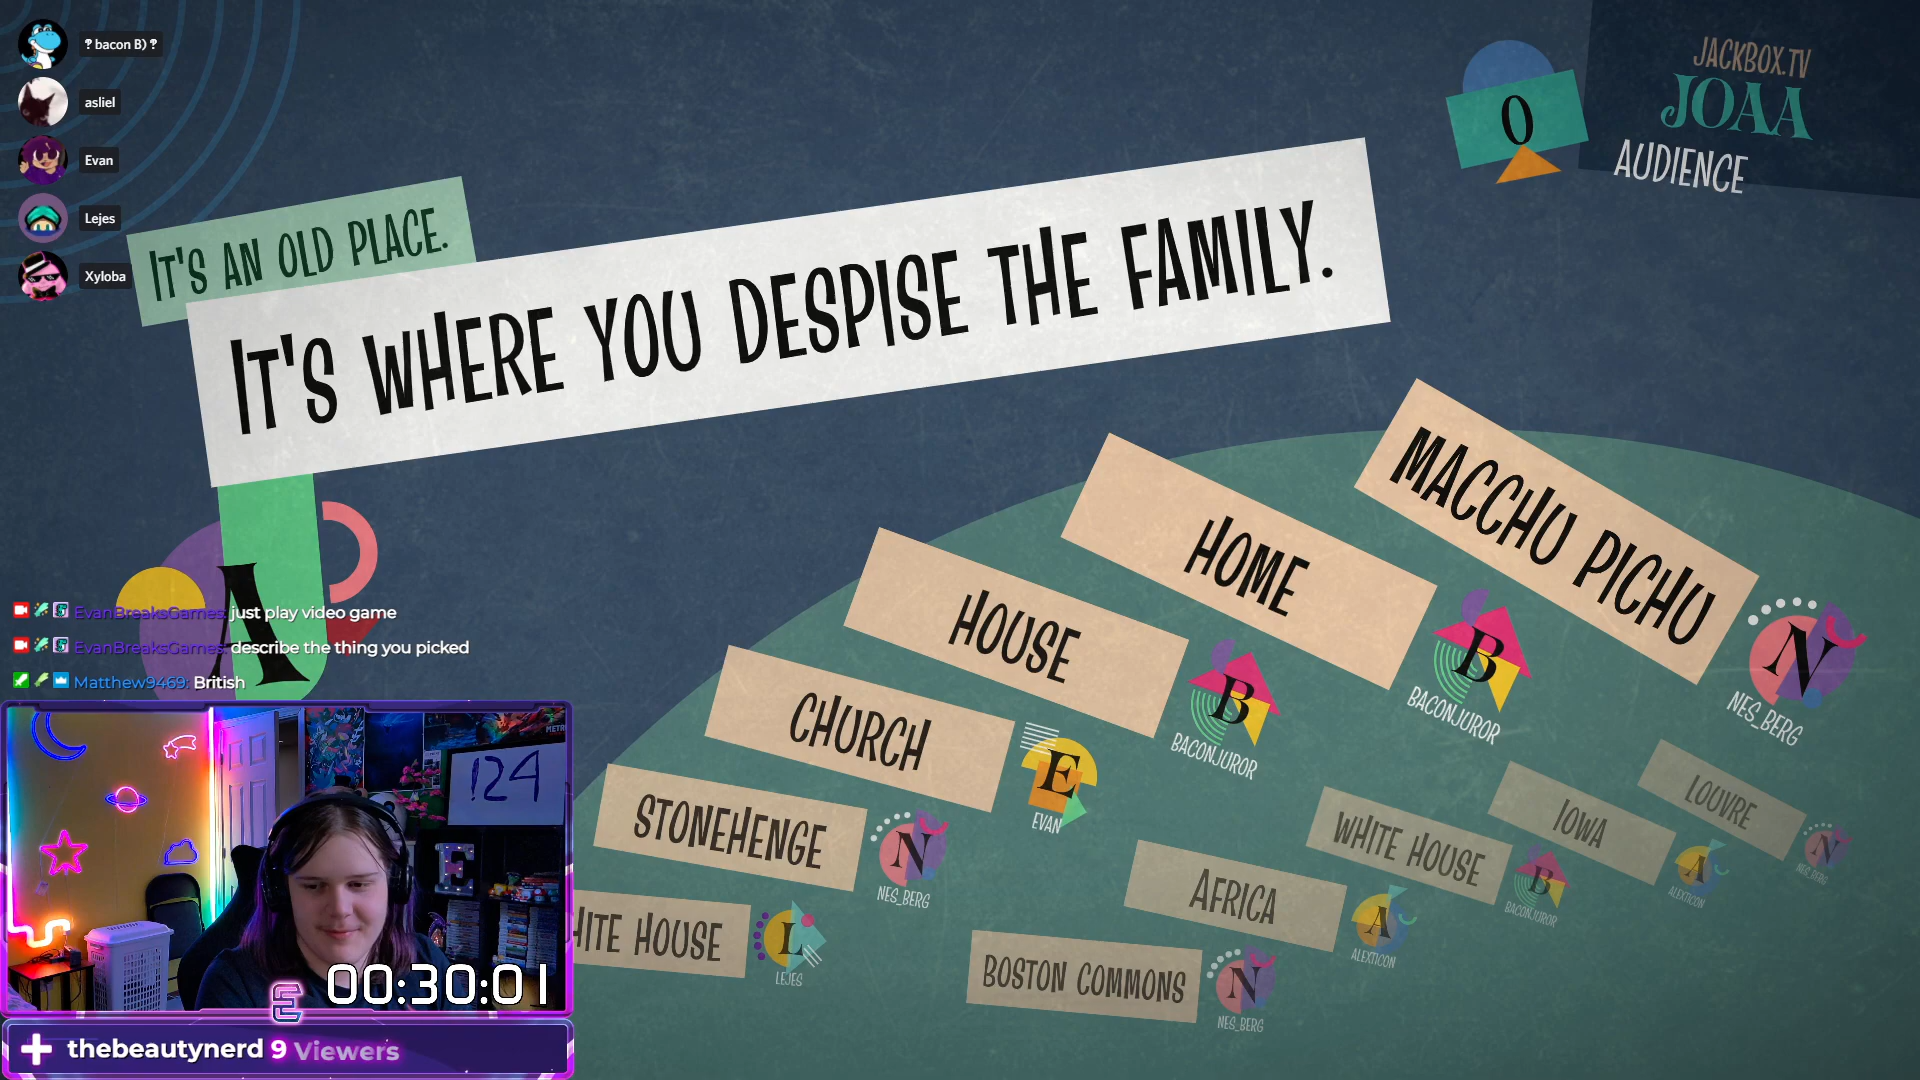 ? bacon B) ?
asliel
Evan
Lejes
Xyloba
JACKBOX.TV
JOAA
0
AUDIENCE
IT'S AN OLD PLACE.
IT'S WHERE YOU DESPISE THE FAMILY.
A
MACCHU PICHU
N
NES_BERG
HOME
B
BACONJUROR
HOUSE
B
BACONJUROR
CHURCH
E
EVAN
STONEHENGE
N
NES_BERG
HITE HOUSE
L
LEJES
LOUVRE
N
NES_BERG
IOWA
A
ALEXTICON
WHITE HOUSE
B
BACONJUROR
AFRICA
A
ALEXTICON
BOSTON COMMONS
N
NES_BERG
EvanBreaksGames: just play video game
EvanBreaksGames: describe the thing you picked
Matthew9469: British
124
E
00:30:01
E
thebeautynerd 9 Viewers